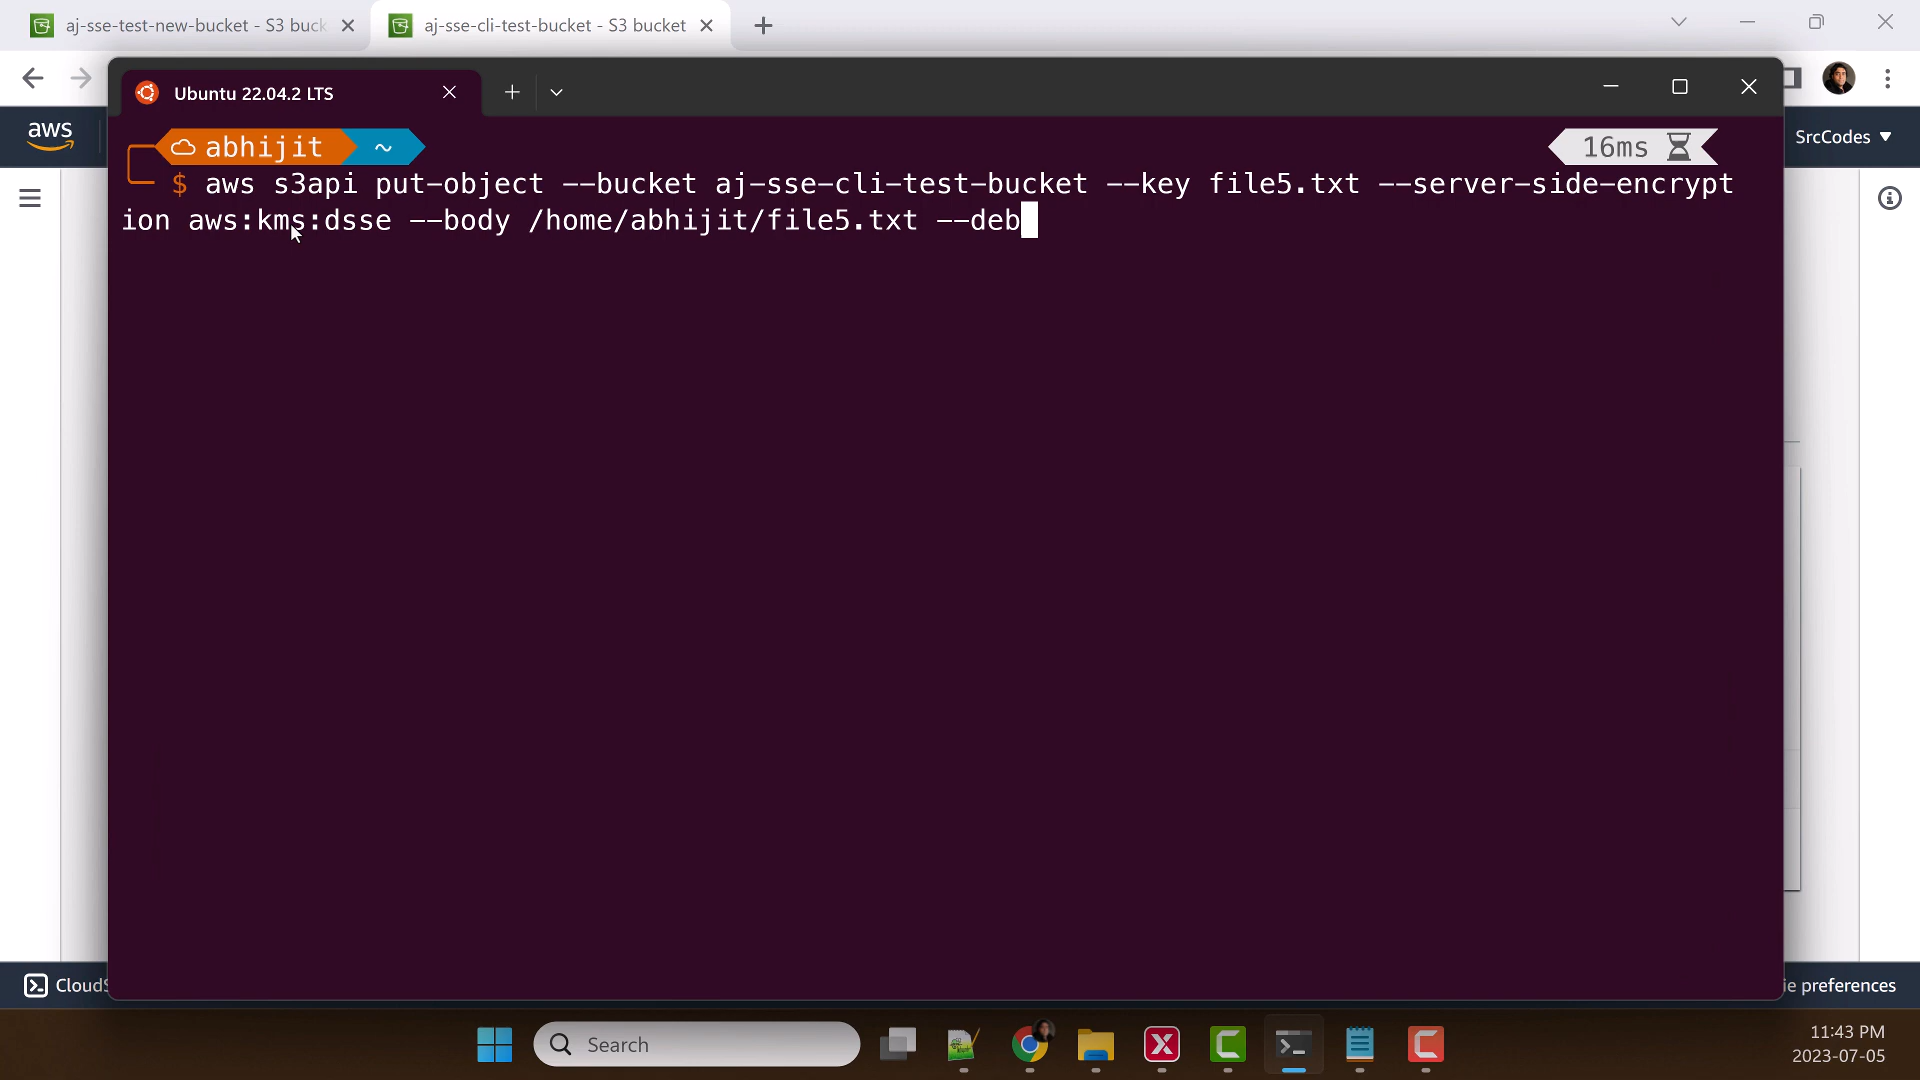 aj-sse-test-new-bucket - S3 buck
aj-sse-cli-test-bucket - S3 bucket
Ubuntu 22.04.2 LTS
aws
SrcCodes
abhijit ~
16ms
$ aws s3api put-object --bucket aj-sse-cli-test-bucket --key file5.txt --server-side-encrypt
ion aws:kms:dsse --body /home/abhijit/file5.txt --deb
CloudS
ie preferences
Search
11:43 PM
2023-07-05